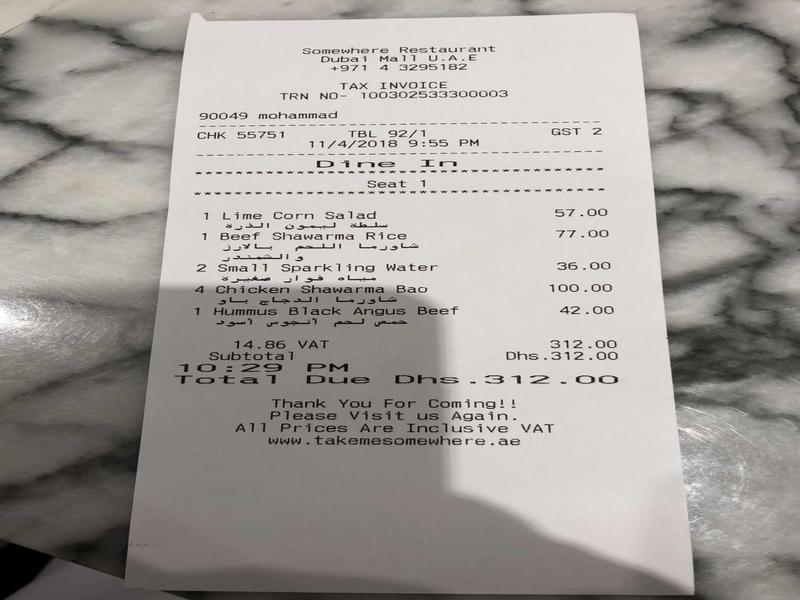 Somewhere Restaurant
Dubai Mall U.A.E
+971 4 3295182
TAX INVOICE
TRN NO- 100302533300003
90049 mohammad
CHK 55751 TBL 92/1 GST 2
11/4/2018 9:55 PM
Dine In
Seat 1
1 Lime Corn Salad 57.00
سلطة ليمون الذرة
1 Beef Shawarma Rice 77.00
شاورما اللحم بالارز
والشمندر
2 Small Sparkling Water 36.00
مياه فوار صغيرة
4 Chicken Shawarma Bao 100.00
شاورما الدجاج باو
1 Hummus Black Angus Beef 42.00
حمص لحم انجوس اسود
14.86 VAT 312.00
Subtotal Dhs.312.00
10:29 PM
Total Due Dhs.312.00
Thank You For Coming!!
Please Visit us Again.
All Prices Are Inclusive VAT
www.takemesomewhere.ae